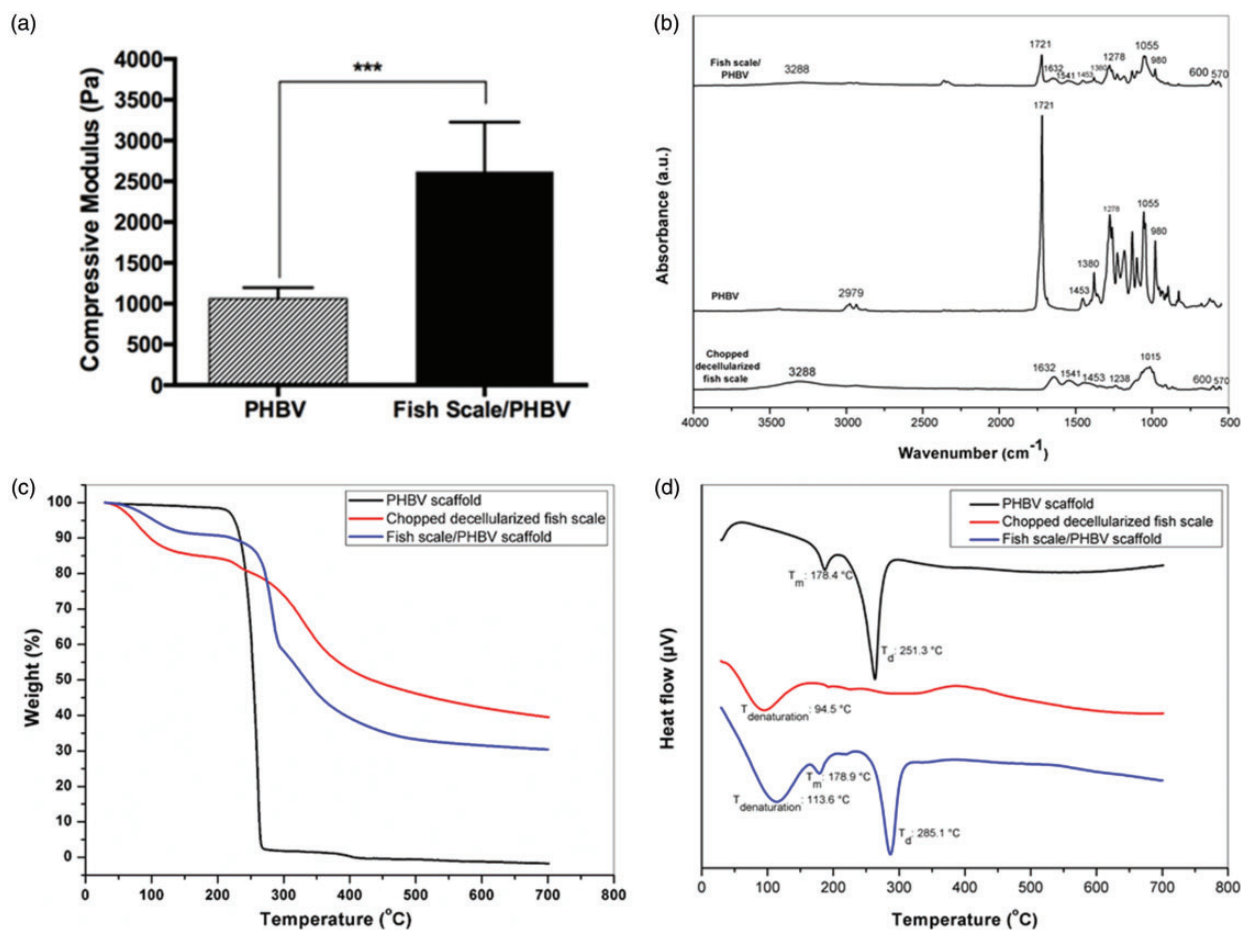 (a)
4000
3500
3000
2500
2000
1500
1000
500
0
Compressive Modulus (Pa)
***
PHBV
Fish Scale/PHBV
(b)
Fish scale/
PHBV
3288
1721
1632
1541
1453
1380
1278
1055
980
600
570
1721
PHBV
2979
1453
1380
1278
1055
980
Chopped
decellularized
fish scale
3288
1632
1541
1453
1238
1015
600
570
Absorbance (a.u.)
4000 3500 3000 2500 2000 1500 1000 500
Wavenumber (cm-1)
(c)
PHBV scaffold
Chopped decellularized fish scale
Fish scale/PHBV scaffold
100
90
80
70
60
50
40
30
20
10
0
Weight (%)
0 100 200 300 400 500 600 700 800
Temperature (oC)
(d)
PHBV scaffold
Chopped decellularized fish scale
Fish scale/PHBV scaffold
Tm: 178.4 °C
Td: 251.3 °C
Tdenaturation: 94.5 °C
Tm: 178.9 °C
Tdenaturation: 113.6 °C
Td: 285.1 °C
Heat flow (µV)
0 100 200 300 400 500 600 700 800
Temperature (oC)